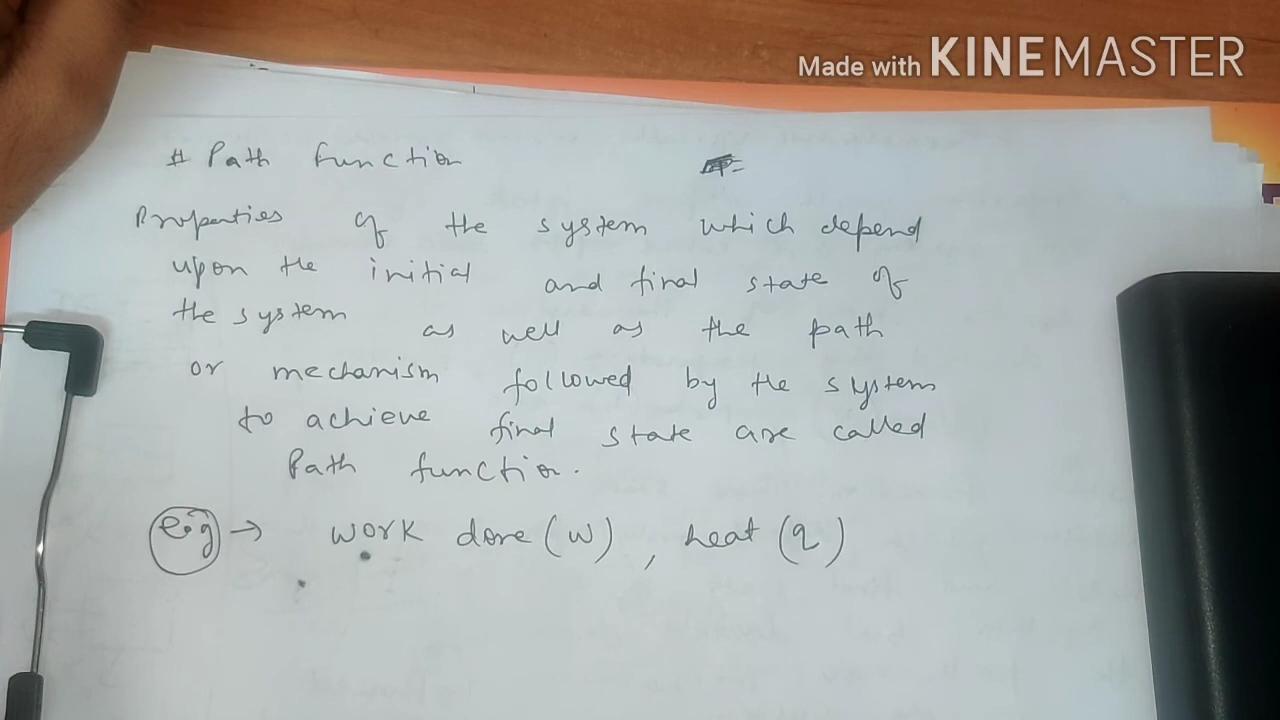 Made with KINEMASTER
# Path function
Properties of the system which depend
upon the initial and final state of
the system as well as the path
or mechanism followed by the system
to achieve final state are called
Path function.
e.g → work done (w), heat (q)